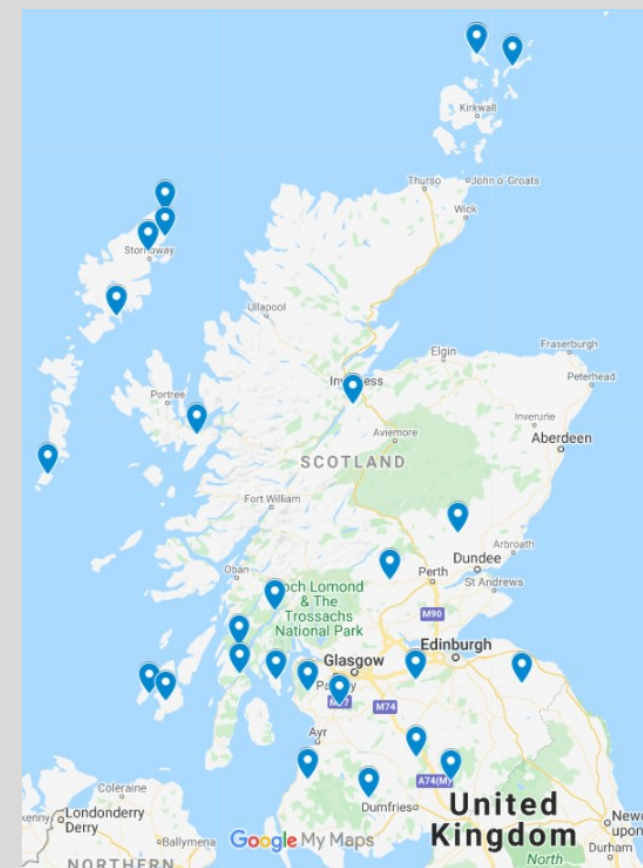 Kirkwall
Thurso
John o' Groats
Wick
Stornoway
Ullapool
Fraserburgh
Elgin
Peterhead
Portree
Inverurie
Aviemore
Aberdeen
SCOTLAND
Fort William
Arbroath
Dundee
Oban
Perth
St Andrews
Loch Lomond
& The
Trossachs
National Park
M90
Edinburgh
Glasgow
M74
Ayr
A74(M)
Coleraine
Dumfries
United
Kingdom
Londonderry
Derry
Ballymena
Google My Maps
Durham
North
NORTHERN